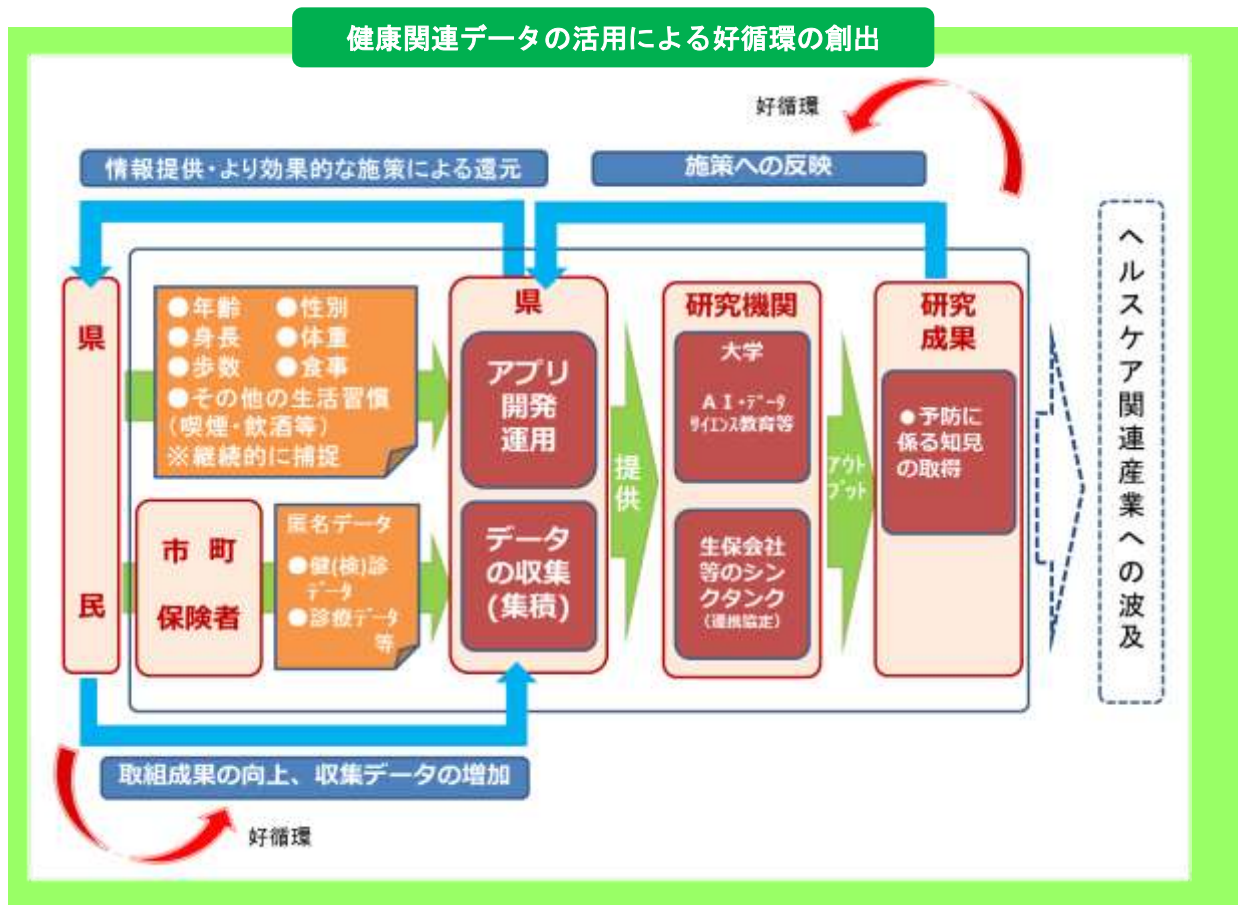 健康関連データの活用による好循環の創出
好循環
情報提供・より効果的な施策による還元
施策への反映
県
民
●年齢 ●性別
●身長 ●体重
●歩数 ●食事
●その他の生活習慣
(喫煙・飲酒等)
※継続的に捕捉
市 町
保険者
匿名データ
●健(検)診
データ
●診療データ
等
県
アプリ
開発
運用
データ
の収集
(集積)
提
供
研究機関
大学
AI・データ
サイエンス教育等
生保会社
等のシン
クタンク
(連携協定)
アウト
プット
研究
成果
●予防に
係る知見
の取得
ヘルスケア関連産業への波及
取組成果の向上、収集データの増加
好循環